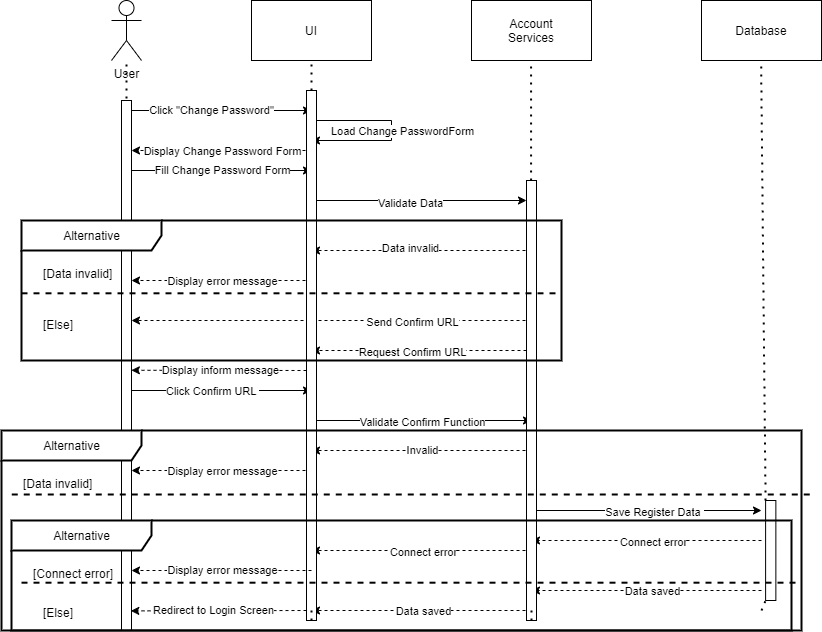 User
UI
Account
Services
Database
Click "Change Password"
Load Change PasswordForm
Display Change Password Form
Fill Change Password Form
Validate Data
Alternative
Data invalid
[Data invalid]
Display error message
[Else]
Send Confirm URL
Request Confirm URL
Display inform message
Click Confirm URL
Validate Confirm Function
Alternative
Invalid
Display error message
[Data invalid]
Save Register Data
Alternative
Connect error
Connect error
[Connect error]
Display error message
Data saved
[Else]
Redirect to Login Screen
Data saved